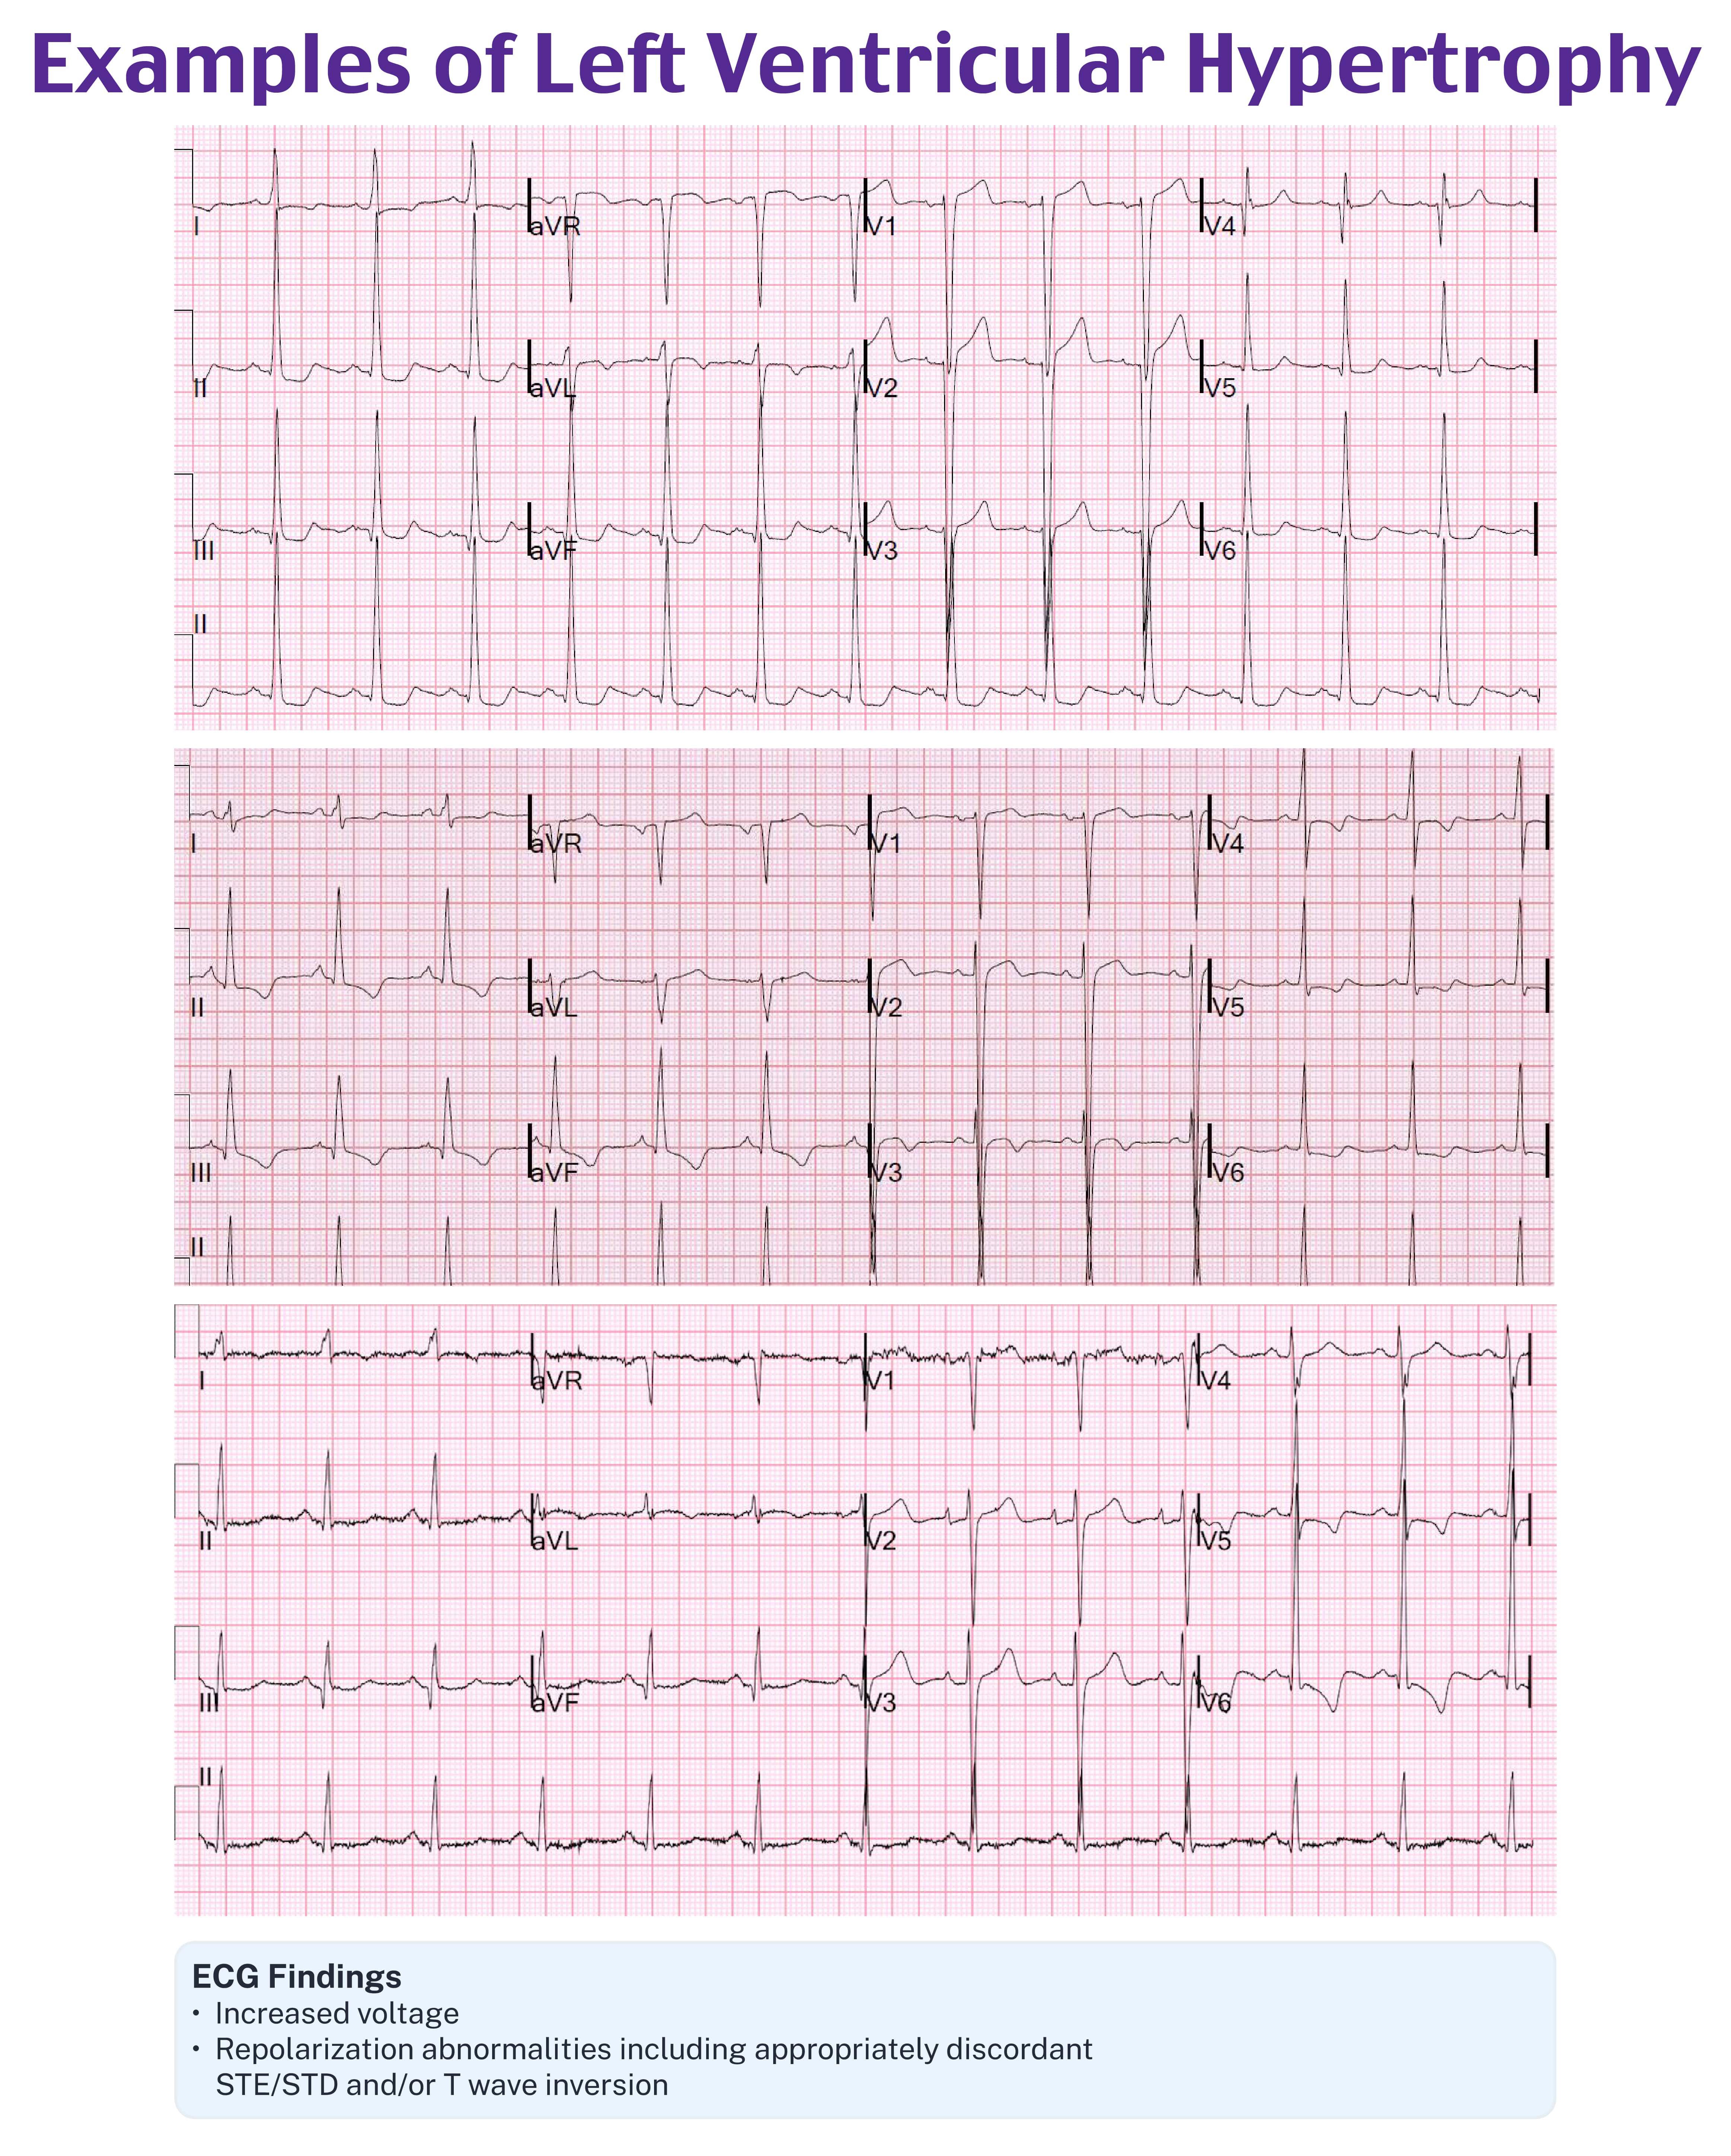 Examples of Left Ventricular Hypertrophy
I aVR V1 V4
II aVL V2 V5
III aVF V3 V6
II
I aVR V1 V4
II aVL V2 V5
III aVF V3 V6
II
I aVR V1 V4
II aVL V2 V5
III aVF V3 V6
II
ECG Findings
• Increased voltage
• Repolarization abnormalities including appropriately discordant
STE/STD and/or T wave inversion